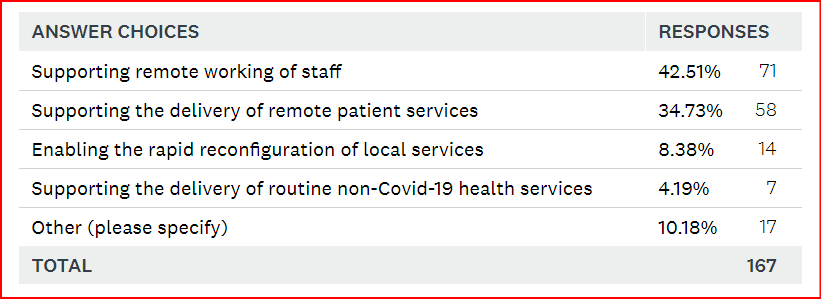 ANSWER CHOICES RESPONSES
Supporting remote working of staff 42.51% 71
Supporting the delivery of remote patient services 34.73% 58
Enabling the rapid reconfiguration of local services 8.38% 14
Supporting the delivery of routine non-Covid-19 health services 4.19% 7
Other (please specify) 10.18% 17
TOTAL 167